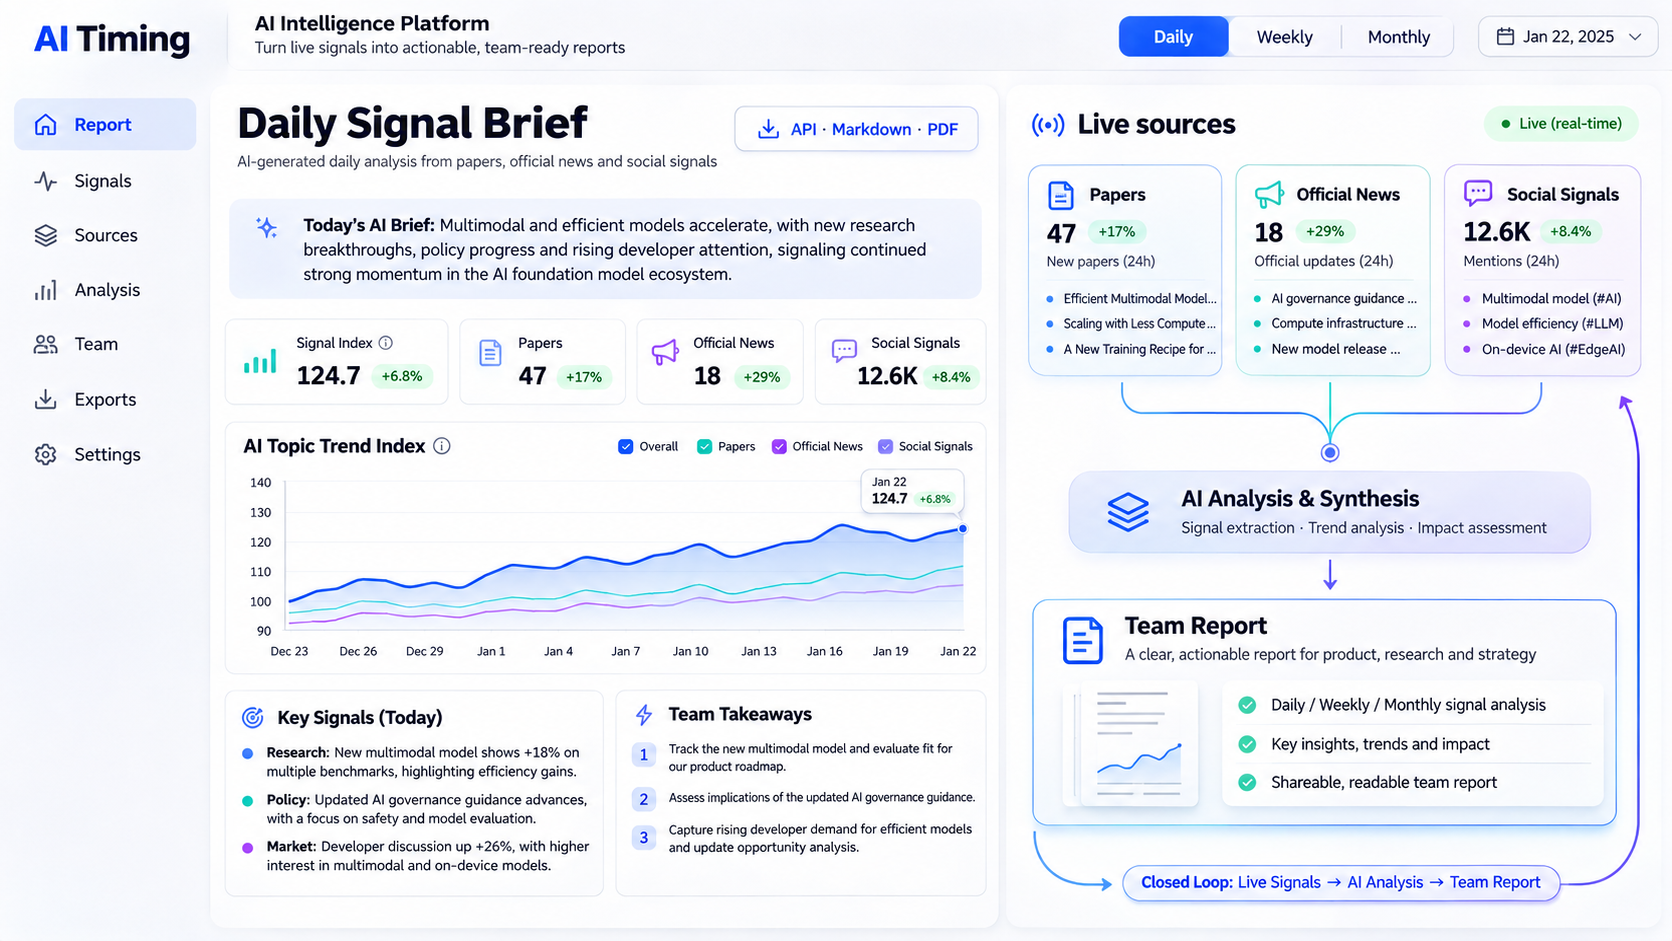 AI Timing
AI Intelligence Platform
Turn live signals into actionable, team-ready reports
Daily
Weekly
Monthly
Jan 22, 2025
Report
Signals
Sources
Analysis
Team
Exports
Settings
Daily Signal Brief
AI-generated daily analysis from papers, official news and social signals
API · Markdown · PDF
Today's AI Brief: Multimodal and efficient models accelerate, with new research
breakthroughs, policy progress and rising developer attention, signaling continued
strong momentum in the AI foundation model ecosystem.
Signal Index
124.7 +6.8%
Papers
47 +17%
Official News
18 +29%
Social Signals
12.6K +8.4%
AI Topic Trend Index
Overall
Papers
Official News
Social Signals
Jan 22
124.7 +6.8%
140
130
120
110
100
90
Dec 23 Dec 26 Dec 29 Jan 1 Jan 4 Jan 7 Jan 10 Jan 13 Jan 16 Jan 19 Jan 22
Key Signals (Today)
Research: New multimodal model shows +18% on
multiple benchmarks, highlighting efficiency gains.
Policy: Updated AI governance guidance advances,
with a focus on safety and model evaluation.
Market: Developer discussion up +26%, with higher
interest in multimodal and on-device models.
Team Takeaways
1 Track the new multimodal model and evaluate fit for
our product roadmap.
2 Assess implications of the updated AI governance guidance.
3 Capture rising developer demand for efficient models
and update opportunity analysis.
Live sources
Live (real-time)
Papers
47 +17%
New papers (24h)
Efficient Multimodal Model...
Scaling with Less Compute...
A New Training Recipe for ...
Official News
18 +29%
Official updates (24h)
AI governance guidance ...
Compute infrastructure ...
New model release ...
Social Signals
12.6K +8.4%
Mentions (24h)
Multimodal model (#AI)
Model efficiency (#LLM)
On-device AI (#EdgeAI)
AI Analysis & Synthesis
Signal extraction · Trend analysis · Impact assessment
Team Report
A clear, actionable report for product, research and strategy
Daily / Weekly / Monthly signal analysis
Key insights, trends and impact
Shareable, readable team report
Closed Loop: Live Signals → AI Analysis → Team Report